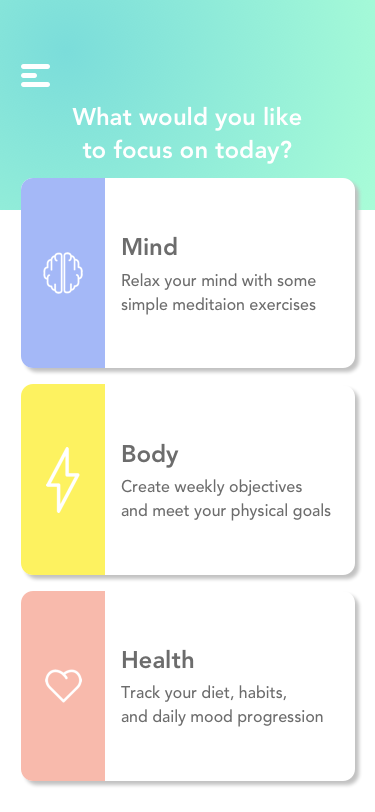 What would you like
to focus on today?
Mind
Relax your mind with some
simple meditaion exercises
Body
Create weekly objectives
and meet your physical goals
Health
Track your diet, habits,
and daily mood progression